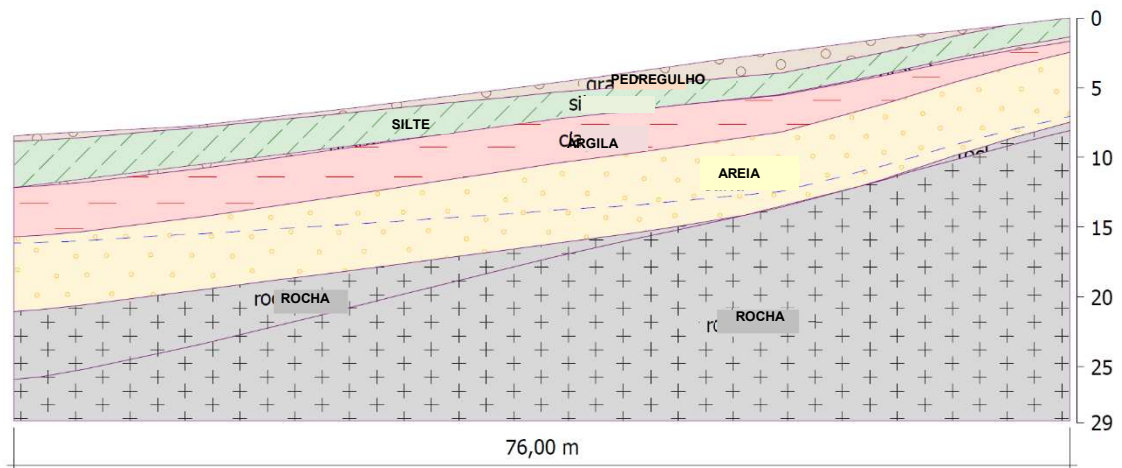 0
PEDREGULHO
5
SILTE
ARGILA
10
AREIA
15
20
ROCHA
ROCHA
25
29
76,00 m